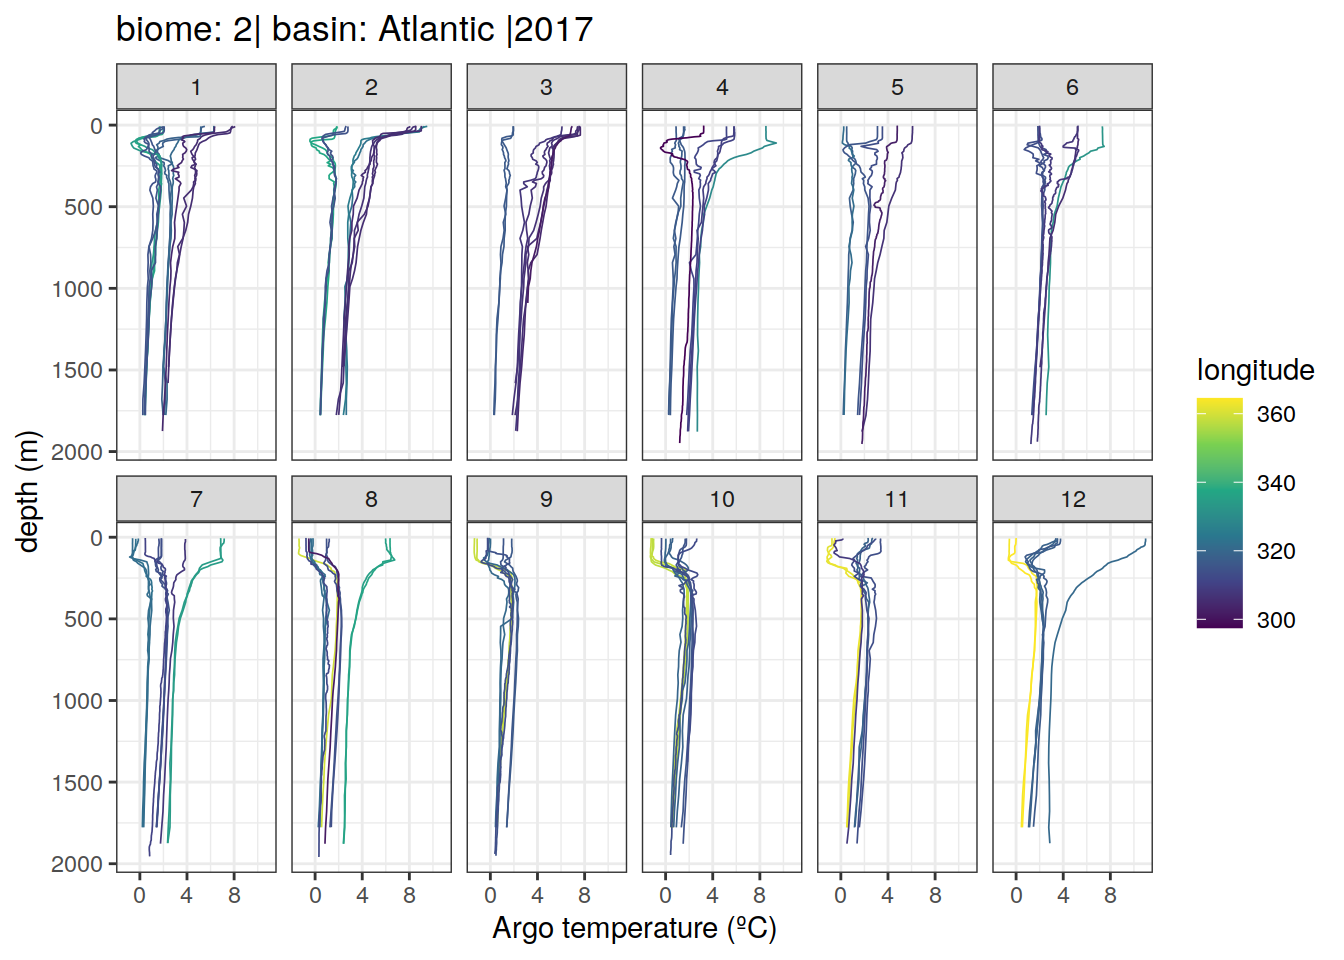 biome: 2| basin: Atlantic |2017
1 2 3 4 5 6
0
500
1000
1500
2000
7 8 9 10 11 12
0
500
1000
1500
2000
0 4 8 0 4 8 0 4 8 0 4 8 0 4 8 0 4 8
Argo temperature (ºC)
depth (m)
longitude
360
340
320
300